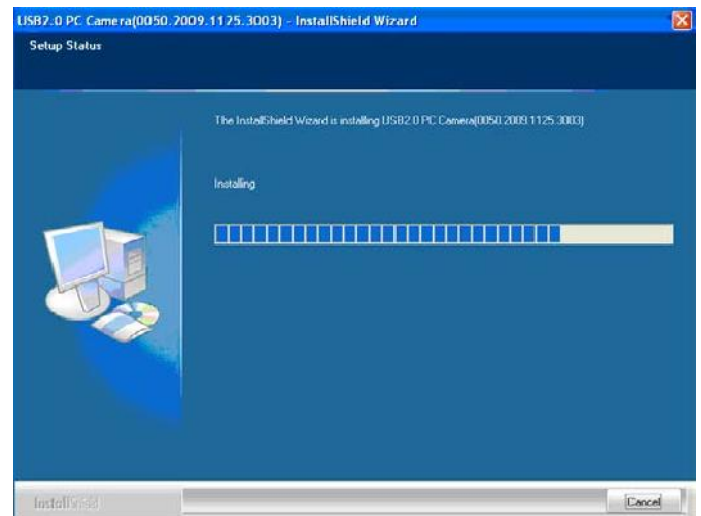 USB2.0 PC Camera(0050.2009.1125.3003) - InstallShield Wizard
Setup Status
The InstallShield Wizard is installing USB2.0 PC Camera(0050.2009.1125.3003)
Installing
InstallShield
Cancel